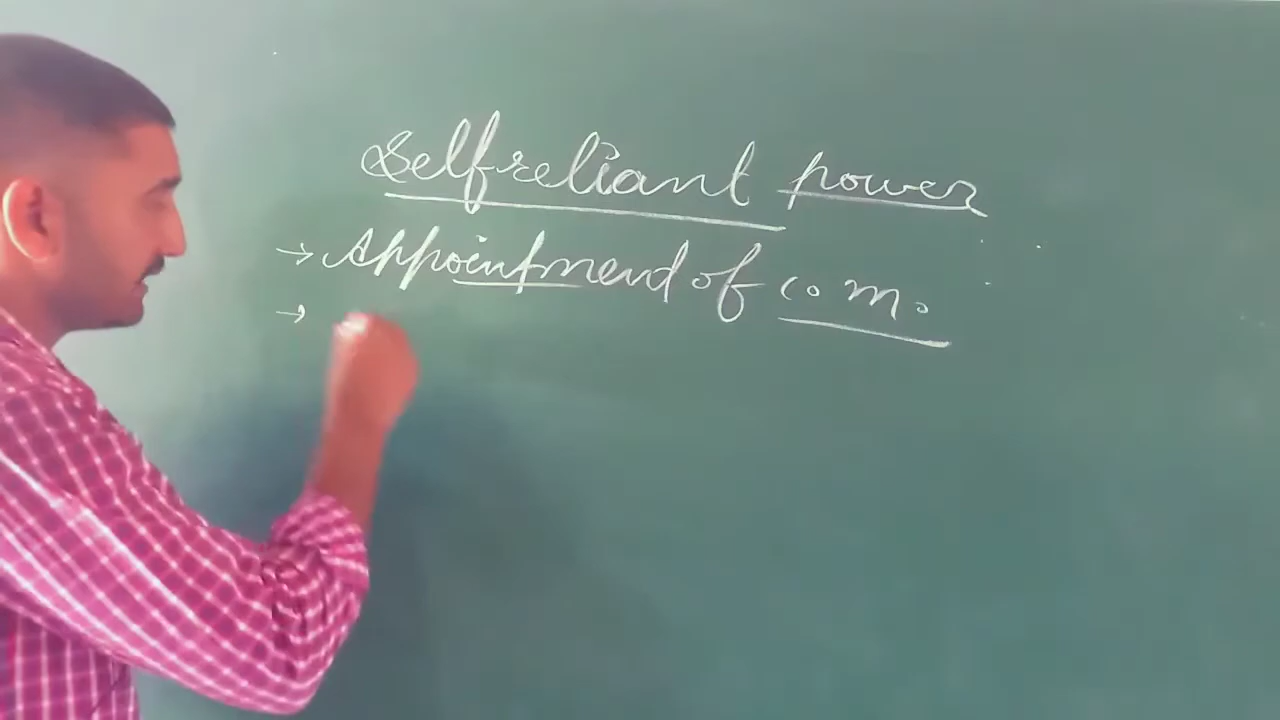 Selfreliant power
→ Appointment of C.M.
→